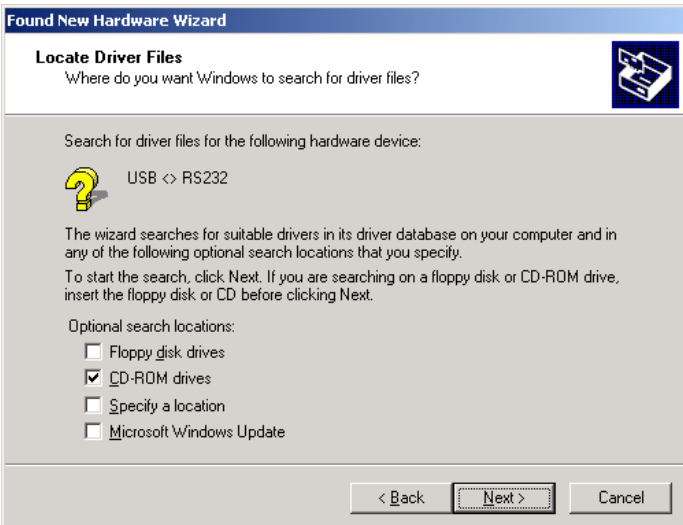 Found New Hardware Wizard
Locate Driver Files
Where do you want Windows to search for driver files?
Search for driver files for the following hardware device:
USB <> RS232
The wizard searches for suitable drivers in its driver database on your computer and in
any of the following optional search locations that you specify.
To start the search, click Next. If you are searching on a floppy disk or CD-ROM drive,
insert the floppy disk or CD before clicking Next.
Optional search locations:
Floppy disk drives
CD-ROM drives
Specify a location
Microsoft Windows Update
< Back Next > Cancel